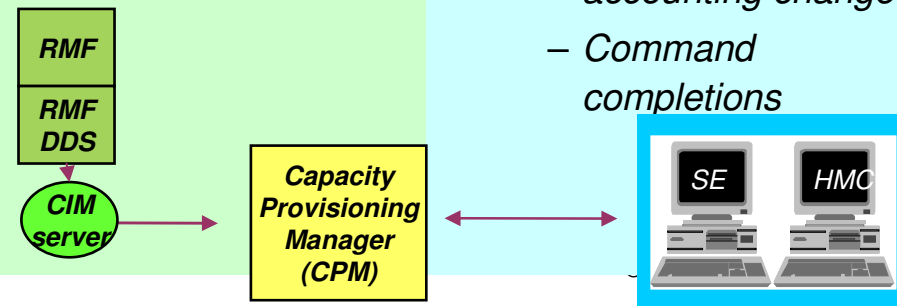 accounting change
– Command
completions
RMF
RMF
DDS
CIM
server
Capacity
Provisioning
Manager
(CPM)
SE
HMC